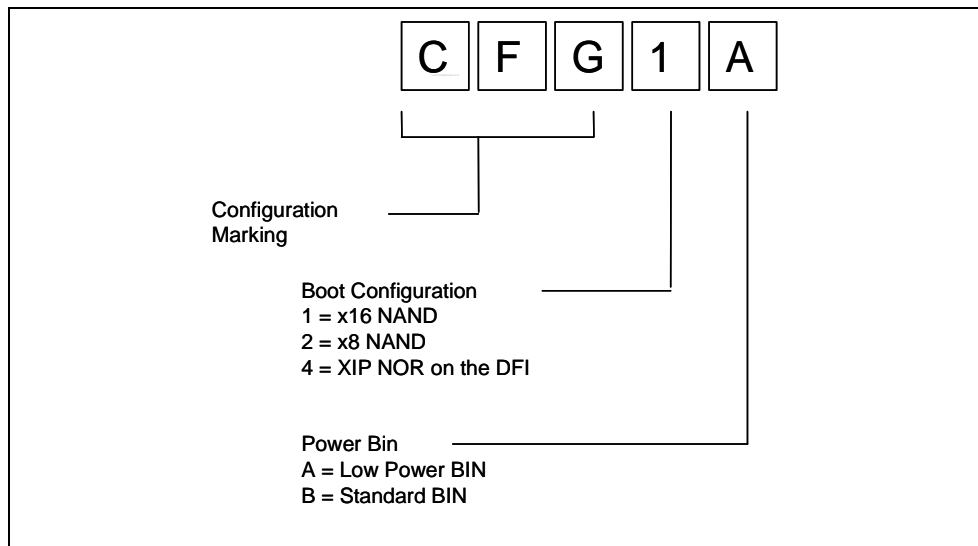 C F G 1 A
Configuration
Marking
Boot Configuration
1 = x16 NAND
2 = x8 NAND
4 = XIP NOR on the DFI
Power Bin
A = Low Power BIN
B = Standard BIN